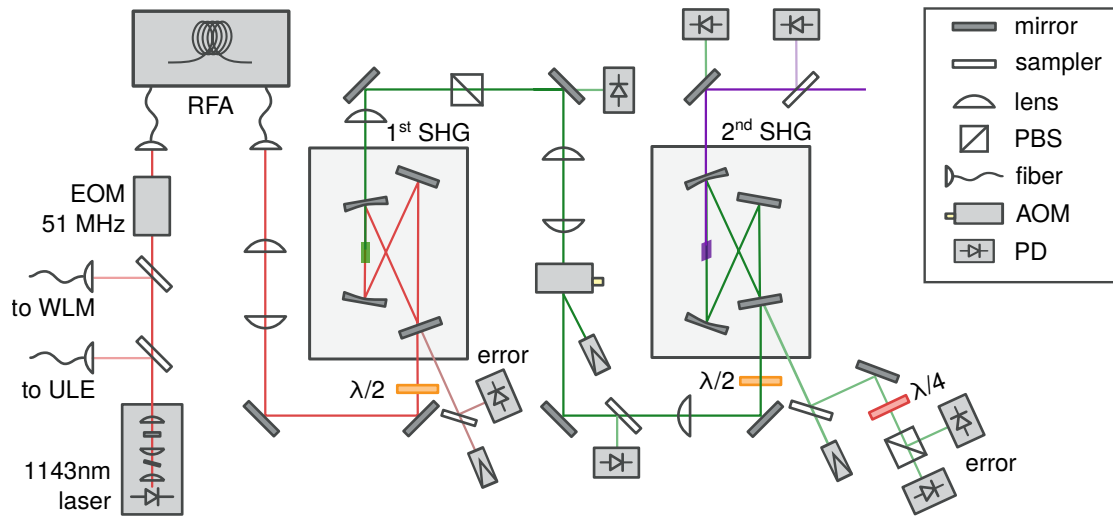 RFA
EOM
51 MHz
to WLM
to ULE
1143nm
laser
1st SHG
λ/2
error
2nd SHG
λ/2
λ/4
error
mirror
sampler
lens
PBS
fiber
AOM
PD